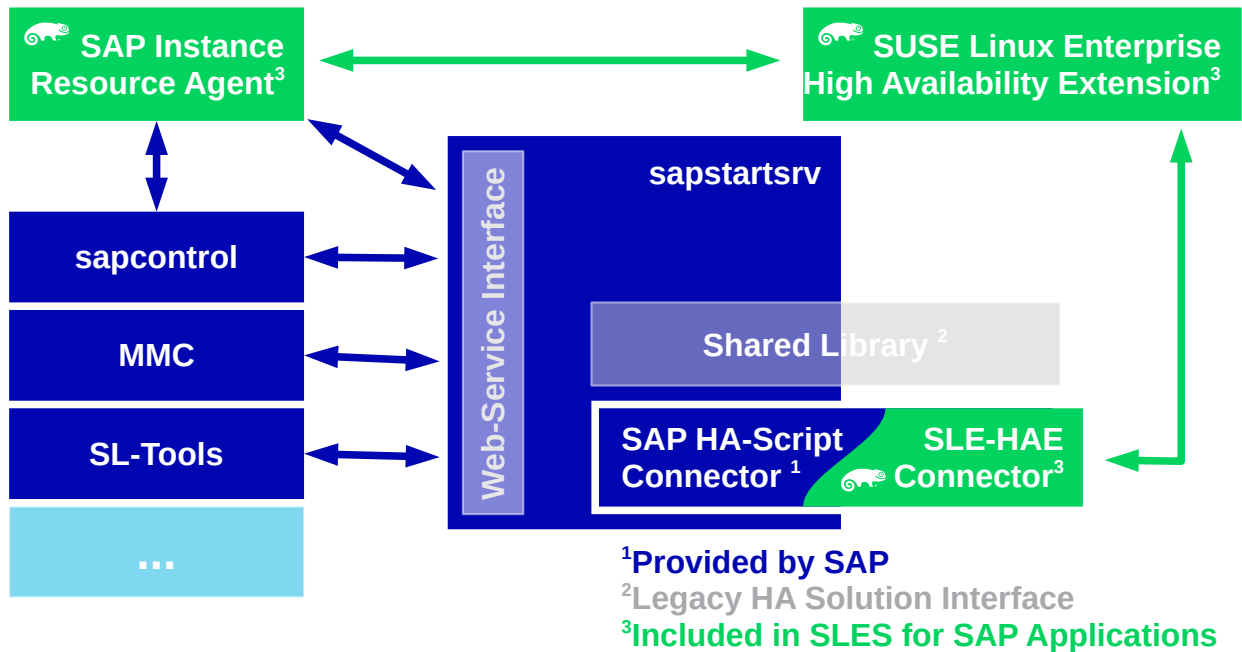 SAP Instance
Resource Agent³
SUSE Linux Enterprise
High Availability Extension³
sapstartsrv
Web-Service Interface
sapcontrol
MMC
SL-Tools
...
Shared Library ²
SAP HA-Script
Connector ¹
SLE-HAE
Connector³
¹Provided by SAP
²Legacy HA Solution Interface
³Included in SLES for SAP Applications